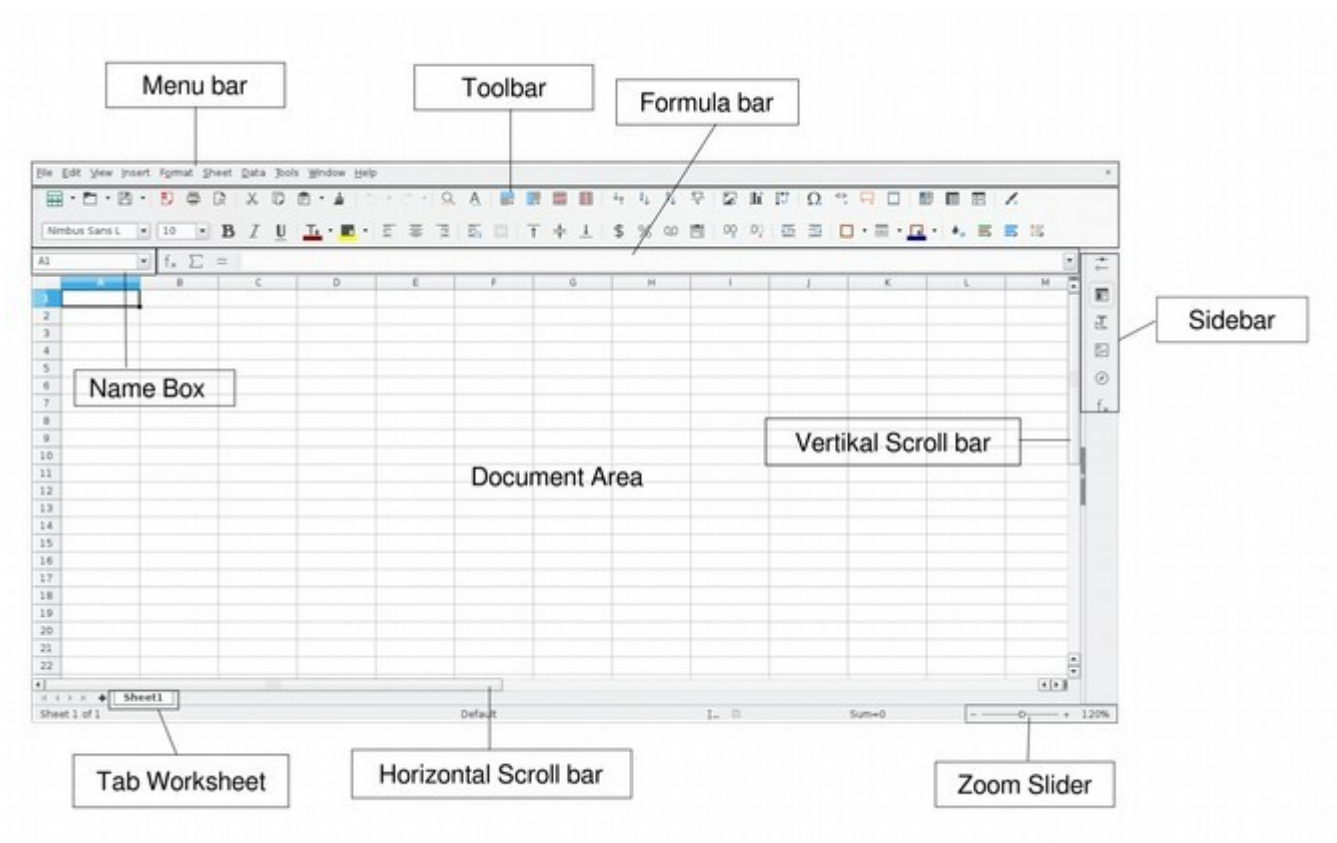 Menu bar
Toolbar
Formula bar
File Edit View Insert Format Sheet Data Tools Window Help
Nimbus Sans L 10 B I U
A1
A B C D E F G H I J K L M
1
2
3
4
5
6
7
8
9
10
11
12
13
14
15
16
17
18
19
20
21
22
Sidebar
Name Box
Vertikal Scroll bar
Document Area
Sheet1
Sheet 1 of 1 Default Sum=0 120%
Tab Worksheet
Horizontal Scroll bar
Zoom Slider